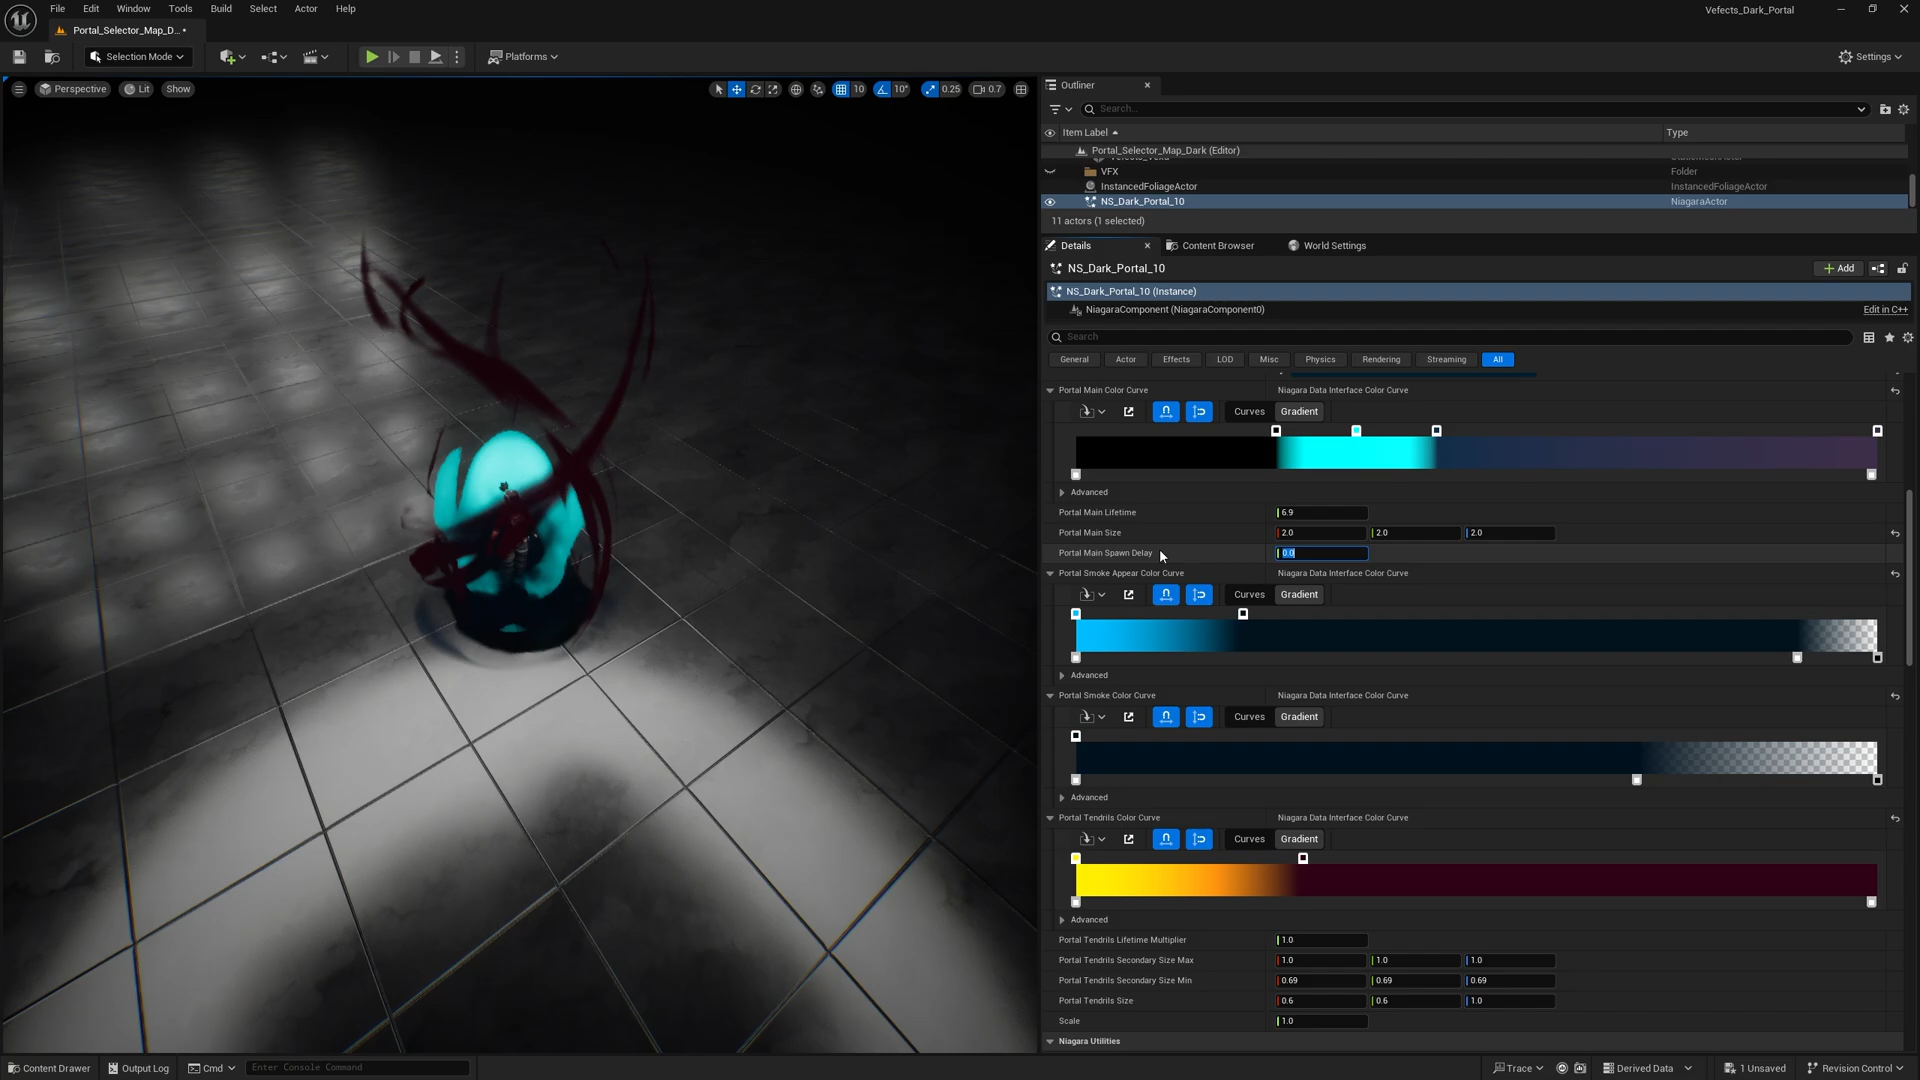 File Edit Window Tools Build Select Actor Help
Vefects_Dark_Portal
Portal_Selector_Map_D... •
Selection Mode
Platforms
Settings
Perspective Lit Show
10 10° 0.25 0.7
Outliner
Search...
Item Label Type
Portal_Selector_Map_Dark (Editor)
VFX Folder
InstancedFoliageActor InstancedFoliageActor
NS_Dark_Portal_10 NiagaraActor
11 actors (1 selected)
Details Content Browser World Settings
NS_Dark_Portal_10
Add
NS_Dark_Portal_10 (Instance)
NiagaraComponent (NiagaraComponent0) Edit in C++
Search
General Actor Effects LOD Misc Physics Rendering Streaming All
Portal Main Color Curve Niagara Data Interface Color Curve
Curves Gradient
Advanced
Portal Main Lifetime 6.9
Portal Main Size 2.0 2.0 2.0
Portal Main Spawn Delay 0.0
Portal Smoke Appear Color Curve Niagara Data Interface Color Curve
Curves Gradient
Advanced
Portal Smoke Color Curve Niagara Data Interface Color Curve
Curves Gradient
Advanced
Portal Tendrils Color Curve Niagara Data Interface Color Curve
Curves Gradient
Advanced
Portal Tendrils Lifetime Multiplier 1.0
Portal Tendrils Secondary Size Max 1.0 1.0 1.0
Portal Tendrils Secondary Size Min 0.69 0.69 0.69
Portal Tendrils Size 0.6 0.6 1.0
Scale 1.0
Niagara Utilities
Content Drawer Output Log Cmd Enter Console Command
Trace Derived Data 1 Unsaved Revision Control